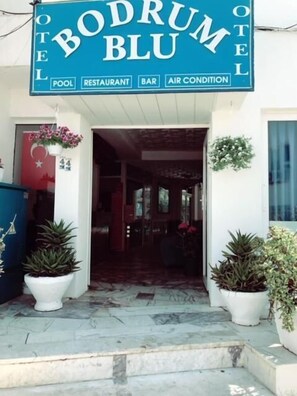 BODRUM
BLU
OTEL
OTEL
POOL RESTAURANT BAR AIR CONDITION
44